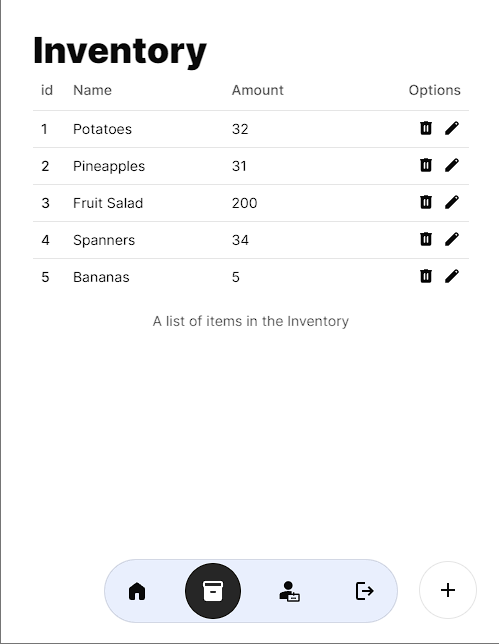 Inventory
id Name Amount Options
1 Potatoes 32
2 Pineapples 31
3 Fruit Salad 200
4 Spanners 34
5 Bananas 5
A list of items in the Inventory